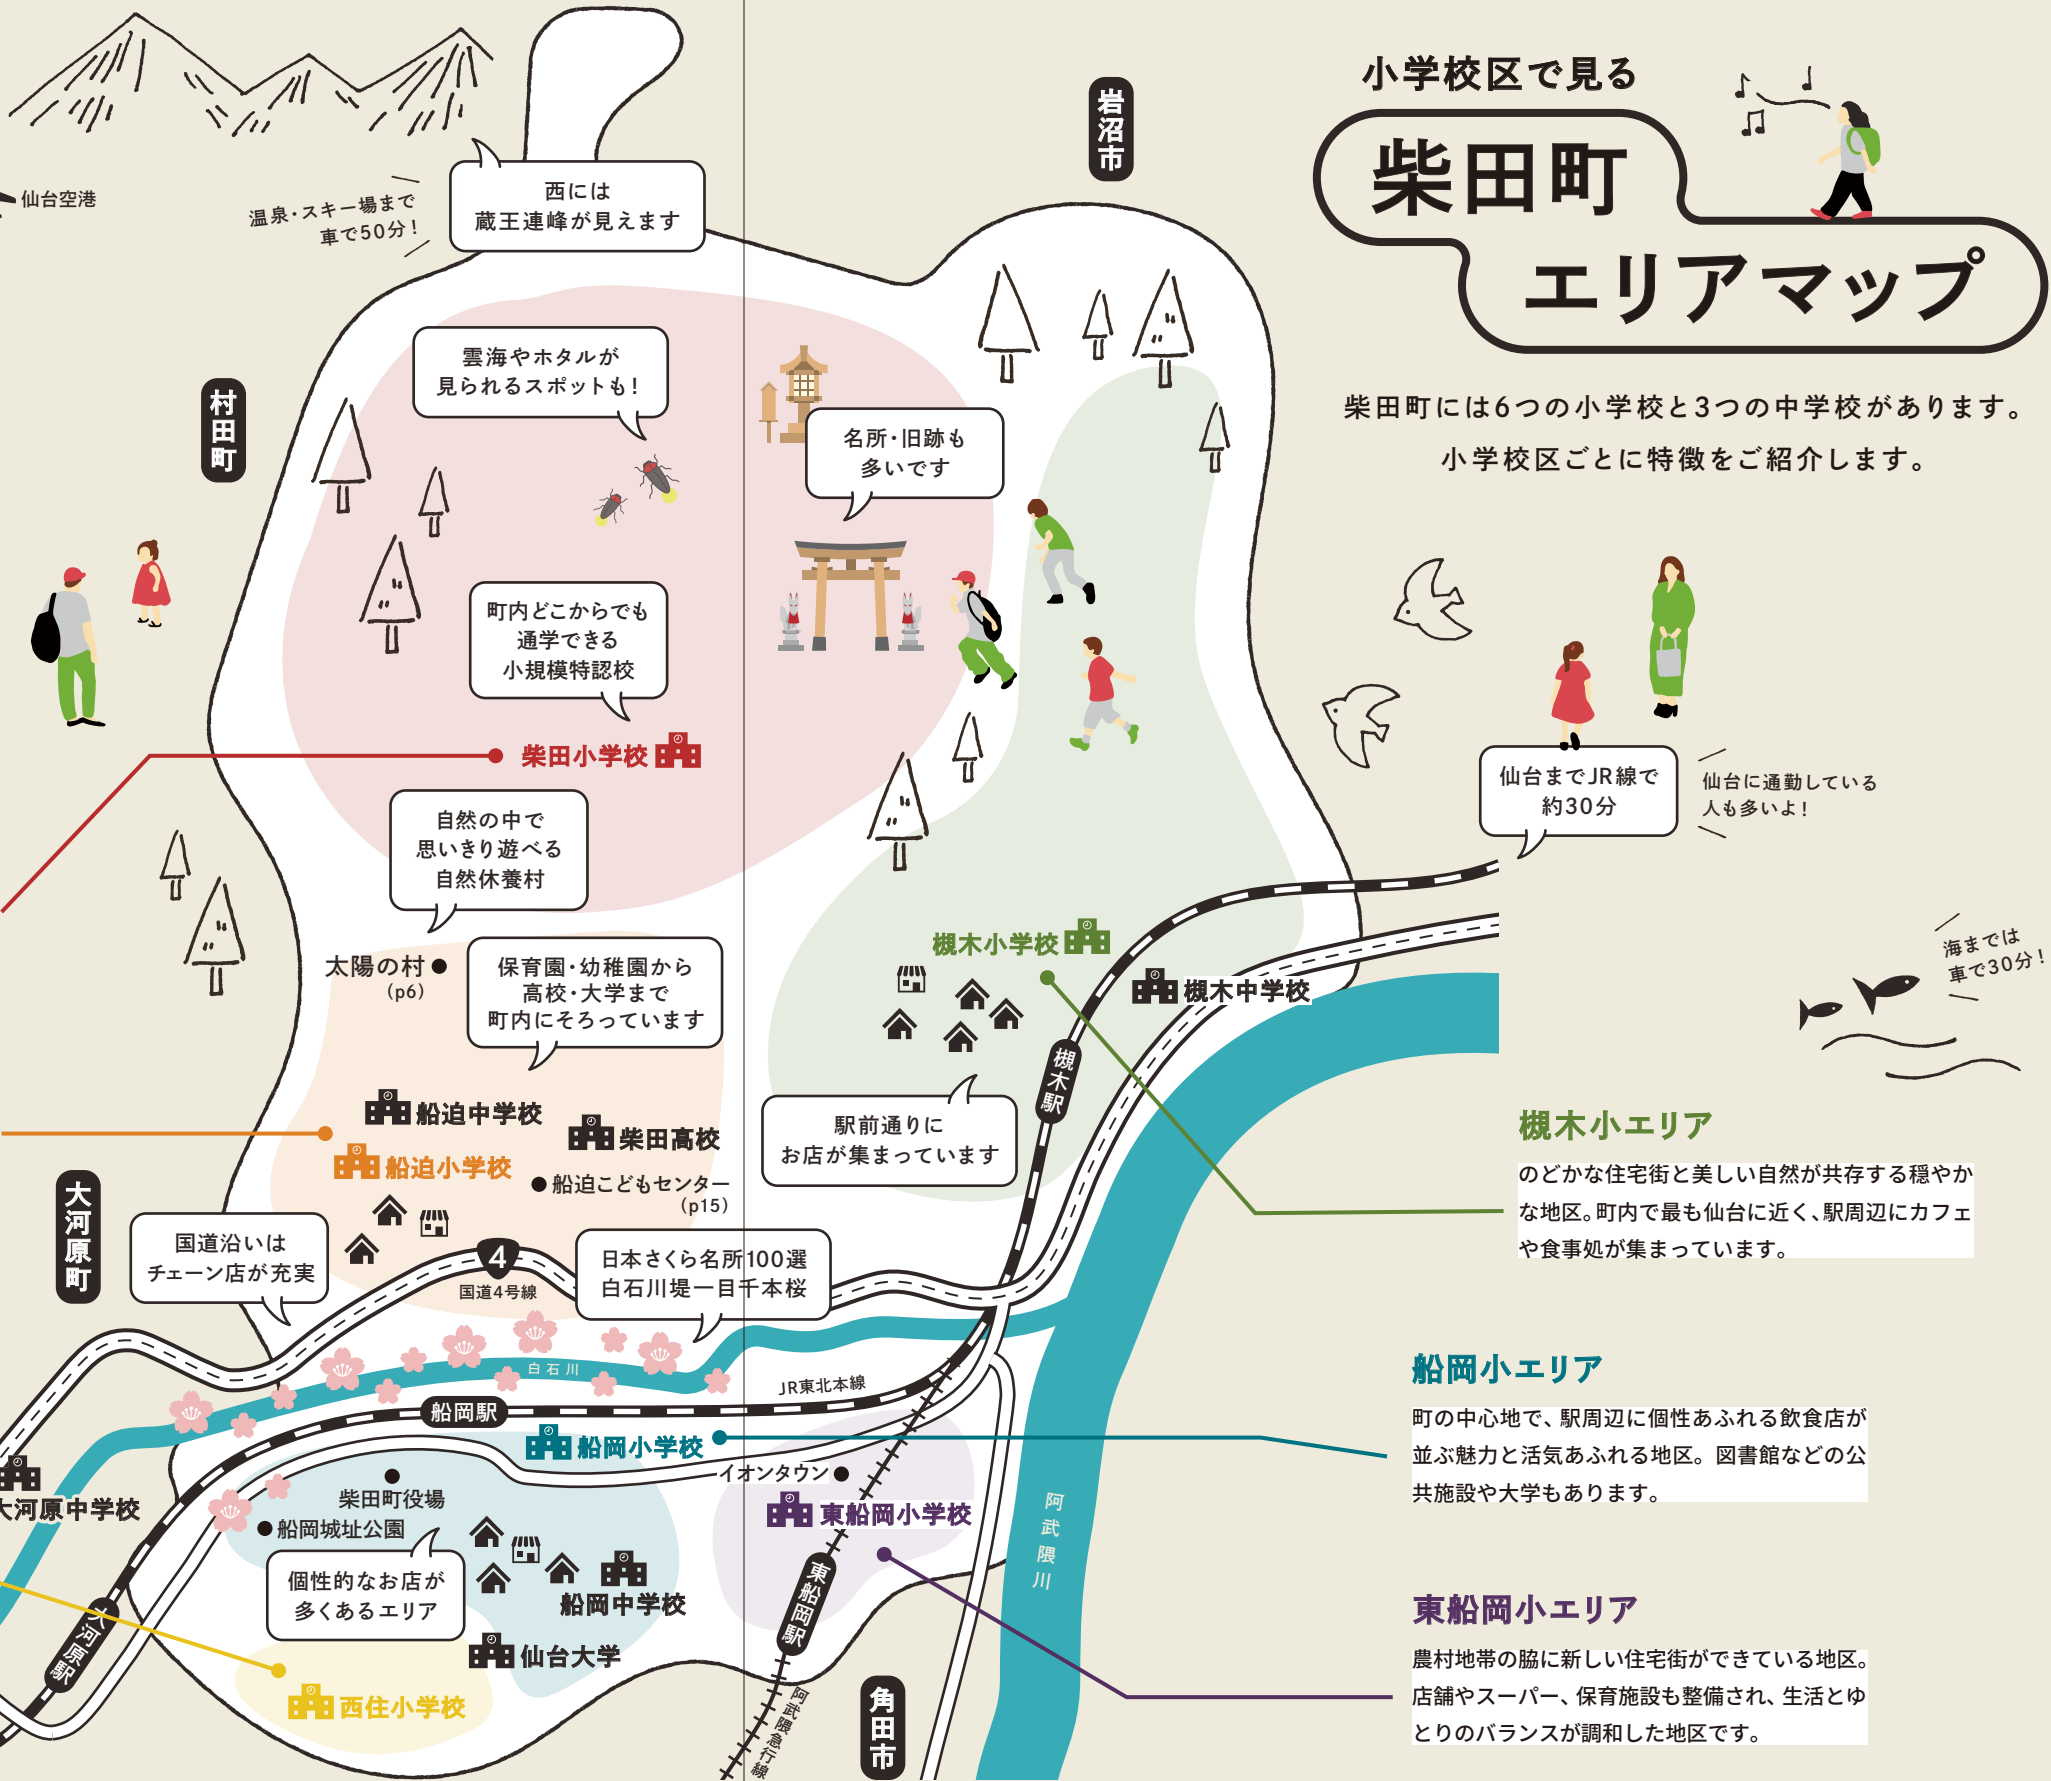 小学校区で見る
柴田町
エリアマップ
柴田町には6つの小学校と3つの中学校があります。
小学校区ごとに特徴をご紹介します。
岩沼市
仙台空港
温泉・スキー場まで
車で50分！
西には
蔵王連峰が見えます
村田町
雲海やホタルが
見られるスポットも！
名所・旧跡も
多いです
町内どこからでも
通学できる
小規模特認校
柴田小学校
自然の中で
思いきり遊べる
自然休養村
仙台までJR線で
約30分
仙台に通勤している
人も多いよ！
海までは
車で30分！
太陽の村
(p6)
保育園・幼稚園から
高校・大学まで
町内にそろっています
槻木小学校
槻木中学校
槻木駅
駅前通りに
お店が集まっています
船迫中学校
柴田高校
船迫小学校
船迫こどもセンター
(p15)
大河原町
国道沿いは
チェーン店が充実
4
国道4号線
日本さくら名所100選
白石川堤一目千本桜
白石川
JR東北本線
船岡駅
船岡小学校
イオンタウン
柴田町役場
船岡城址公園
東船岡小学校
大河原中学校
個性的なお店が
多くあるエリア
船岡中学校
仙台大学
東船岡駅
大河原駅
西住小学校
阿武隈急行線
角田市
阿武隈川
槻木小エリア
のどかな住宅街と美しい自然が共存する穏やか
な地区。町内で最も仙台に近く、駅周辺にカフェ
や食事処が集まっています。
船岡小エリア
町の中心地で、駅周辺に個性あふれる飲食店が
並ぶ魅力と活気あふれる地区。図書館などの公
共施設や大学もあります。
東船岡小エリア
農村地帯の脇に新しい住宅街ができている地区。
店舗やスーパー、保育施設も整備され、生活とゆ
とりのバランスが調和した地区です。